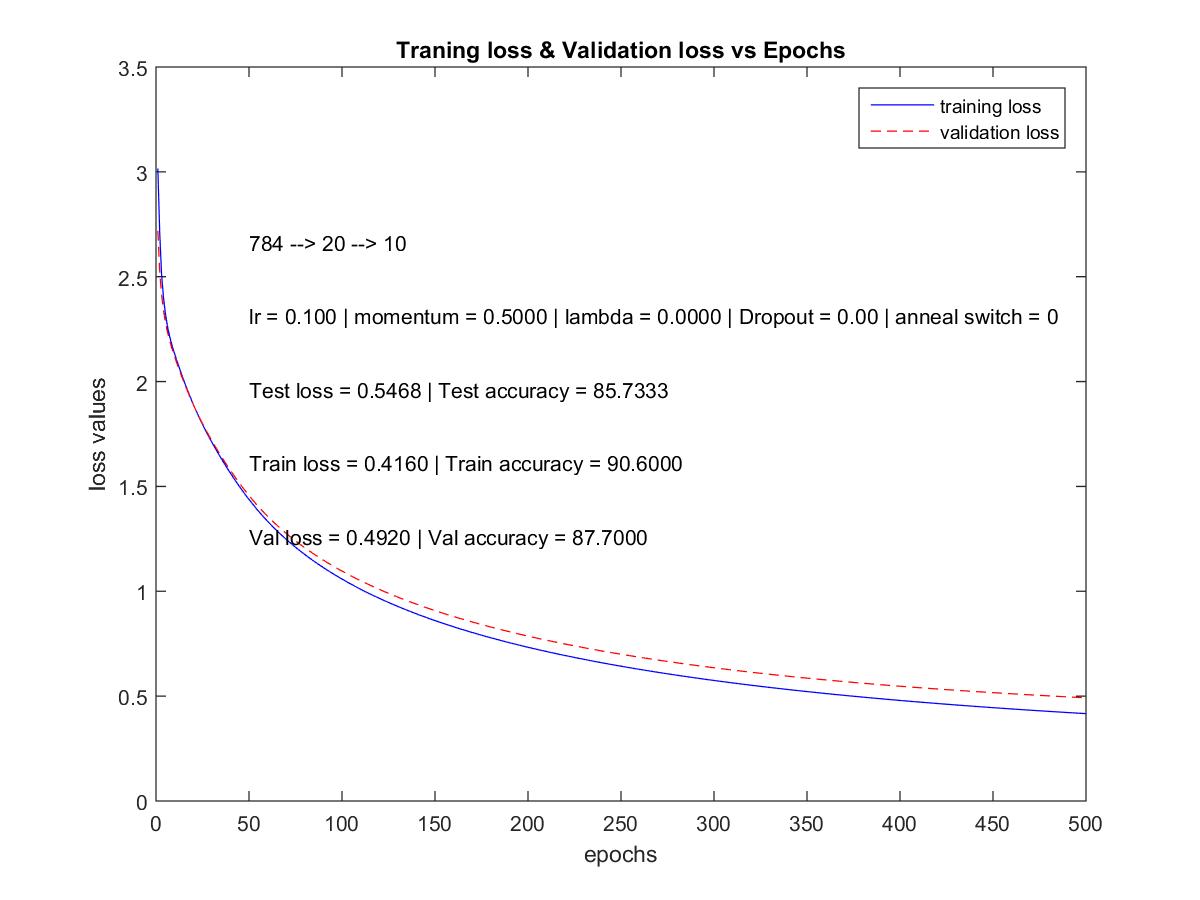 Traning loss & Validation loss vs Epochs
3.5
3
2.5
2
1.5
1
0.5
0
loss values
training loss
validation loss
784 --> 20 --> 10
lr = 0.100 | momentum = 0.5000 | lambda = 0.0000 | Dropout = 0.00 | anneal switch = 0
Test loss = 0.5468 | Test accuracy = 85.7333
Train loss = 0.4160 | Train accuracy = 90.6000
Val loss = 0.4920 | Val accuracy = 87.7000
0 50 100 150 200 250 300 350 400 450 500
epochs